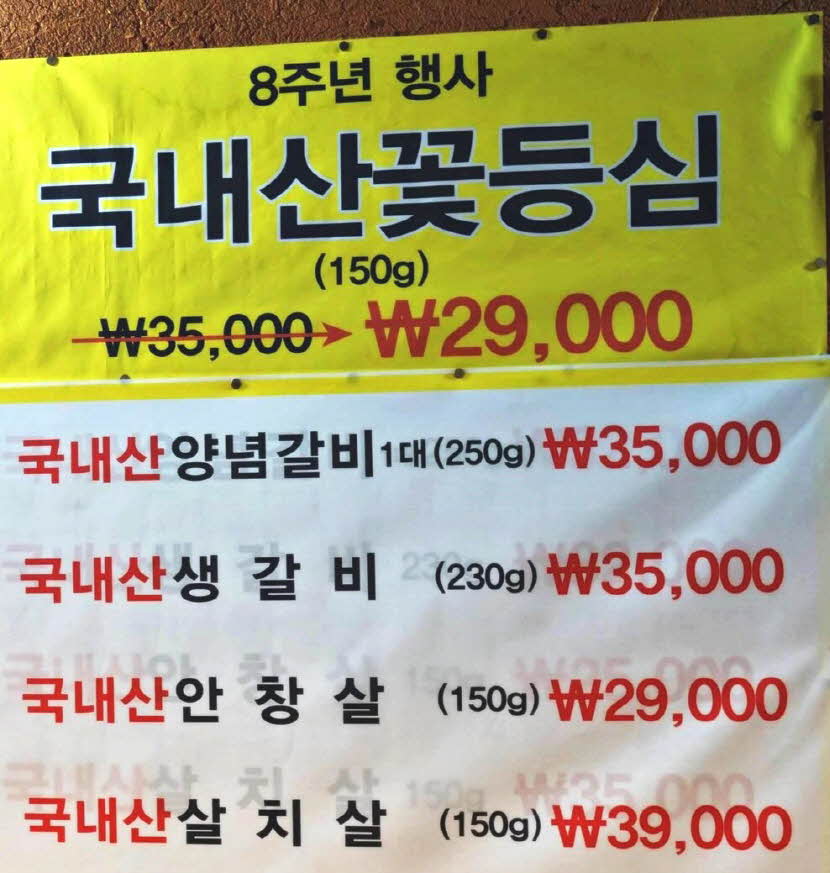 8주년 행사
국내산꽃등심
(150g)
₩35,000 → ₩29,000
국내산양념갈비1대(250g) ₩35,000
국내산생 갈 비 (230g) ₩35,000
국내산안 창 살 (150g) ₩29,000
국내산살 치 살 (150g) ₩39,000